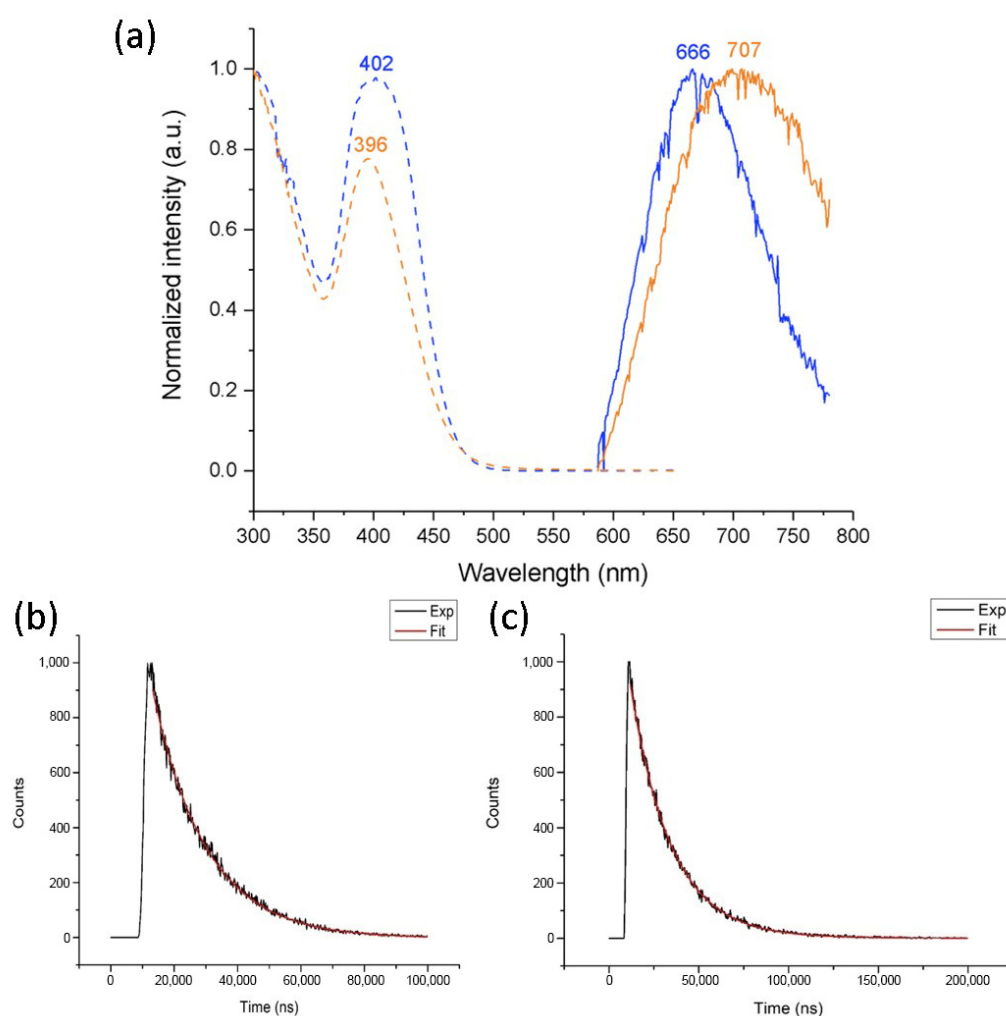 (a)
402
396
666
707
1.0
0.8
0.6
0.4
0.2
0.0
Normalized intensity (a.u.)
300 350 400 450 500 550 600 650 700 750 800
Wavelength (nm)
(b)
Exp
Fit
1,000
800
600
400
200
0
Counts
0 20,000 40,000 60,000 80,000 100,000
Time (ns)
(c)
Exp
Fit
1,000
800
600
400
200
0
Counts
0 50,000 100,000 150,000 200,000
Time (ns)